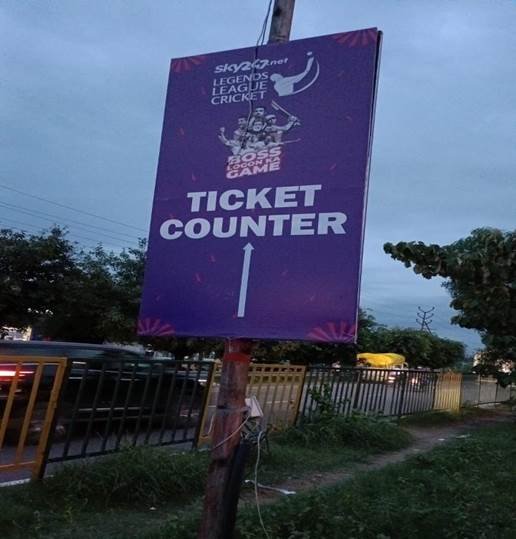 SKY247.net
LEGENDS
LEAGUE
CRICKET
BOSS
LOGON KA
GAME
TICKET
COUNTER